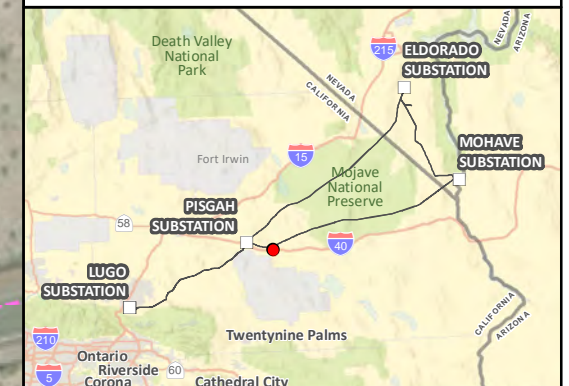 Death Valley
National
Park
215
ELDORADO
SUBSTATION
NEVADA
ARIZONA
NEVADA
CALIFORNIA
MOHAVE
SUBSTATION
15
Fort Irwin
Mojave
National
Preserve
PISGAH
SUBSTATION
58
40
LUGO
SUBSTATION
CALIFORNIA
ARIZONA
Twentynine Palms
210
Ontario
Riverside
60
5
Corona
Cathedral City